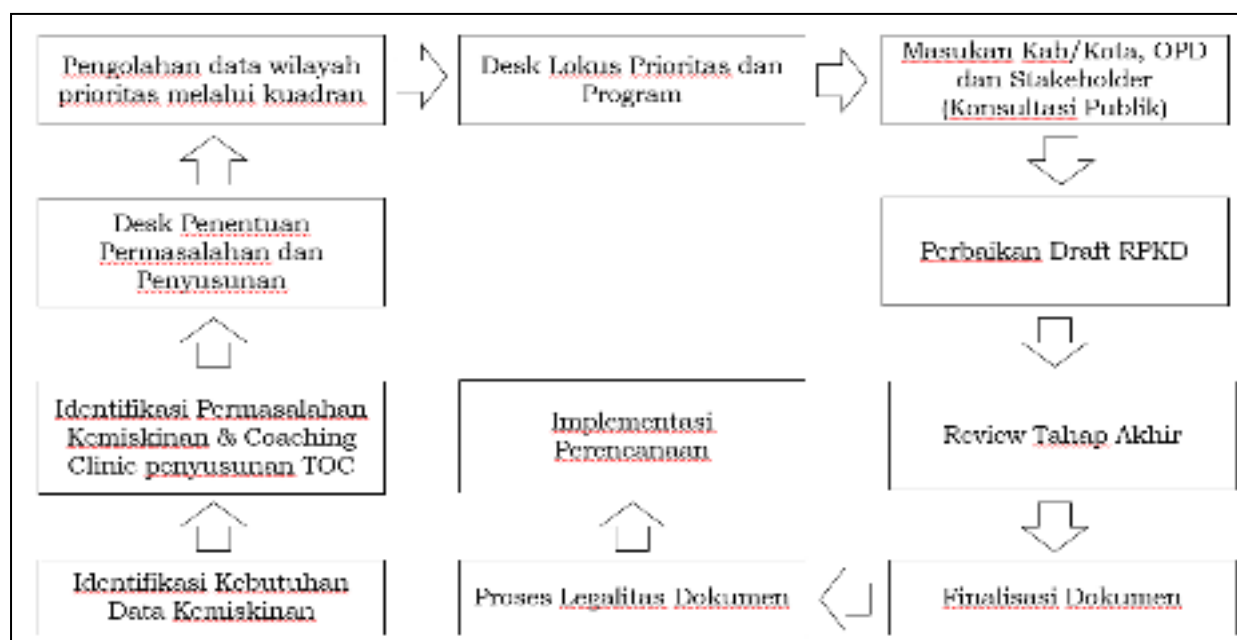 Pengolahan data wilayah
prioritas melalui kuadran
Desk Lokus Prioritas dan
Program
Masukan Kab/Kota, OPD
dan Stakeholder
(Konsultasi Publik)
Desk Penentuan
Permasalahan dan
Penyusunan
Perbaikan Draft RPKD
Identifikasi Permasalahan
Kemiskinan & Coaching
Clinic penyusunan TOC
Implementasi
Perencanaan
Review Tahap Akhir
Identifikasi Kebutuhan
Data Kemiskinan
Proses Legalitas Dokumen
Finalisasi Dokumen